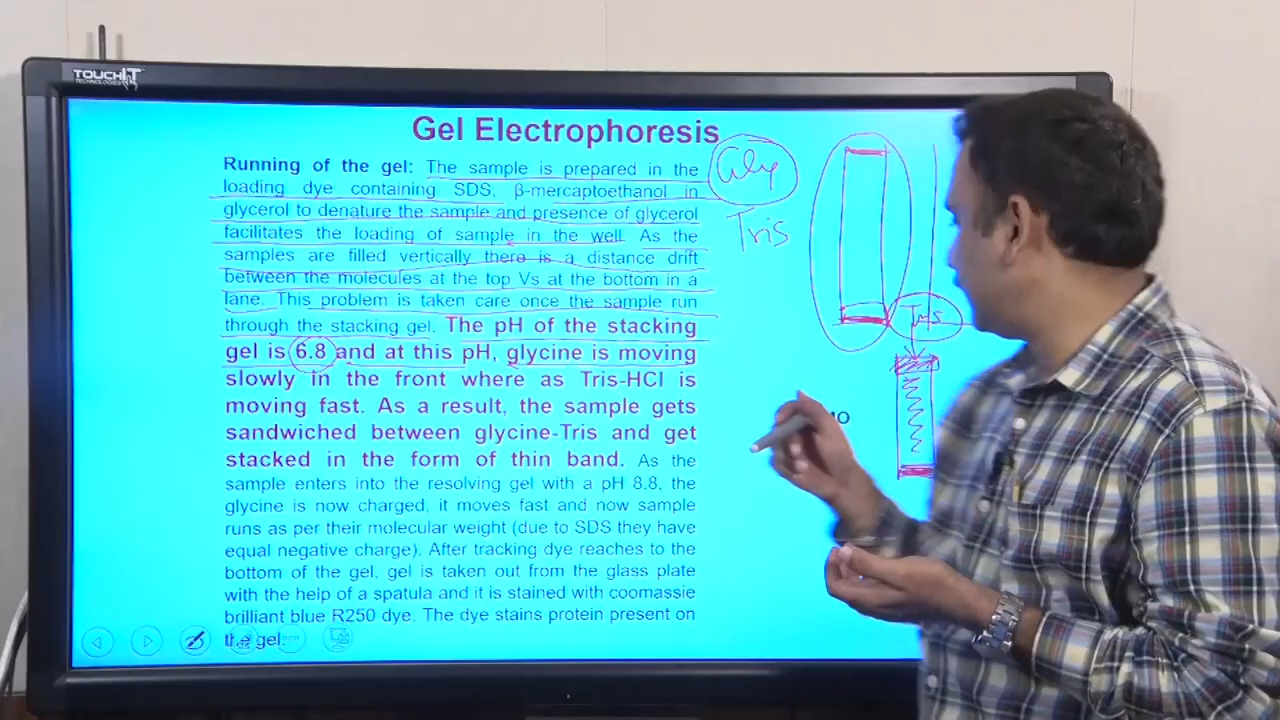 TOUCHIT
TECHNOLOGIES
Gel Electrophoresis
Running of the gel: The sample is prepared in the
loading dye containing SDS, β-mercaptoethanol in
glycerol to denature the sample and presence of glycerol
facilitates the loading of sample in the well. As the
samples are filled vertically there is a distance drift
between the molecules at the top Vs at the bottom in a
lane. This problem is taken care once the sample run
through the stacking gel. The pH of the stacking
gel is 6.8 and at this pH, glycine is moving
slowly in the front where as Tris-HCl is
moving fast. As a result, the sample gets
sandwiched between glycine-Tris and get
stacked in the form of thin band. As the
sample enters into the resolving gel with a pH 8.8, the
glycine is now charged, it moves fast and now sample
runs as per their molecular weight (due to SDS they have
equal negative charge). After tracking dye reaches to the
bottom of the gel, gel is taken out from the glass plate
with the help of a spatula and it is stained with coomassie
brilliant blue R250 dye. The dye stains protein present on
the gel.
Gly
Tris
Tris